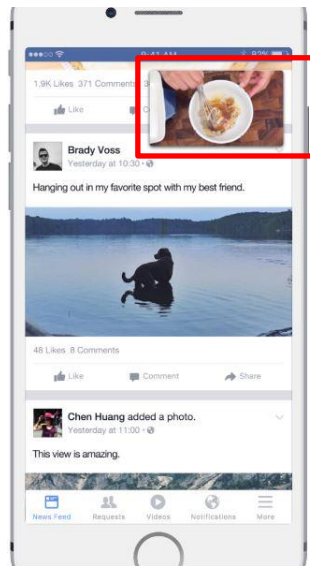 9:41 AM
92%
1.9K Likes 371 Comments
Like
Brady Voss
Yesterday at 10:30
Hanging out in my favorite spot with my best friend.
48 Likes 8 Comments
Like Comment Share
Chen Huang added a photo.
Yesterday at 11:00
This view is amazing.
News Feed Requests Videos Notifications More